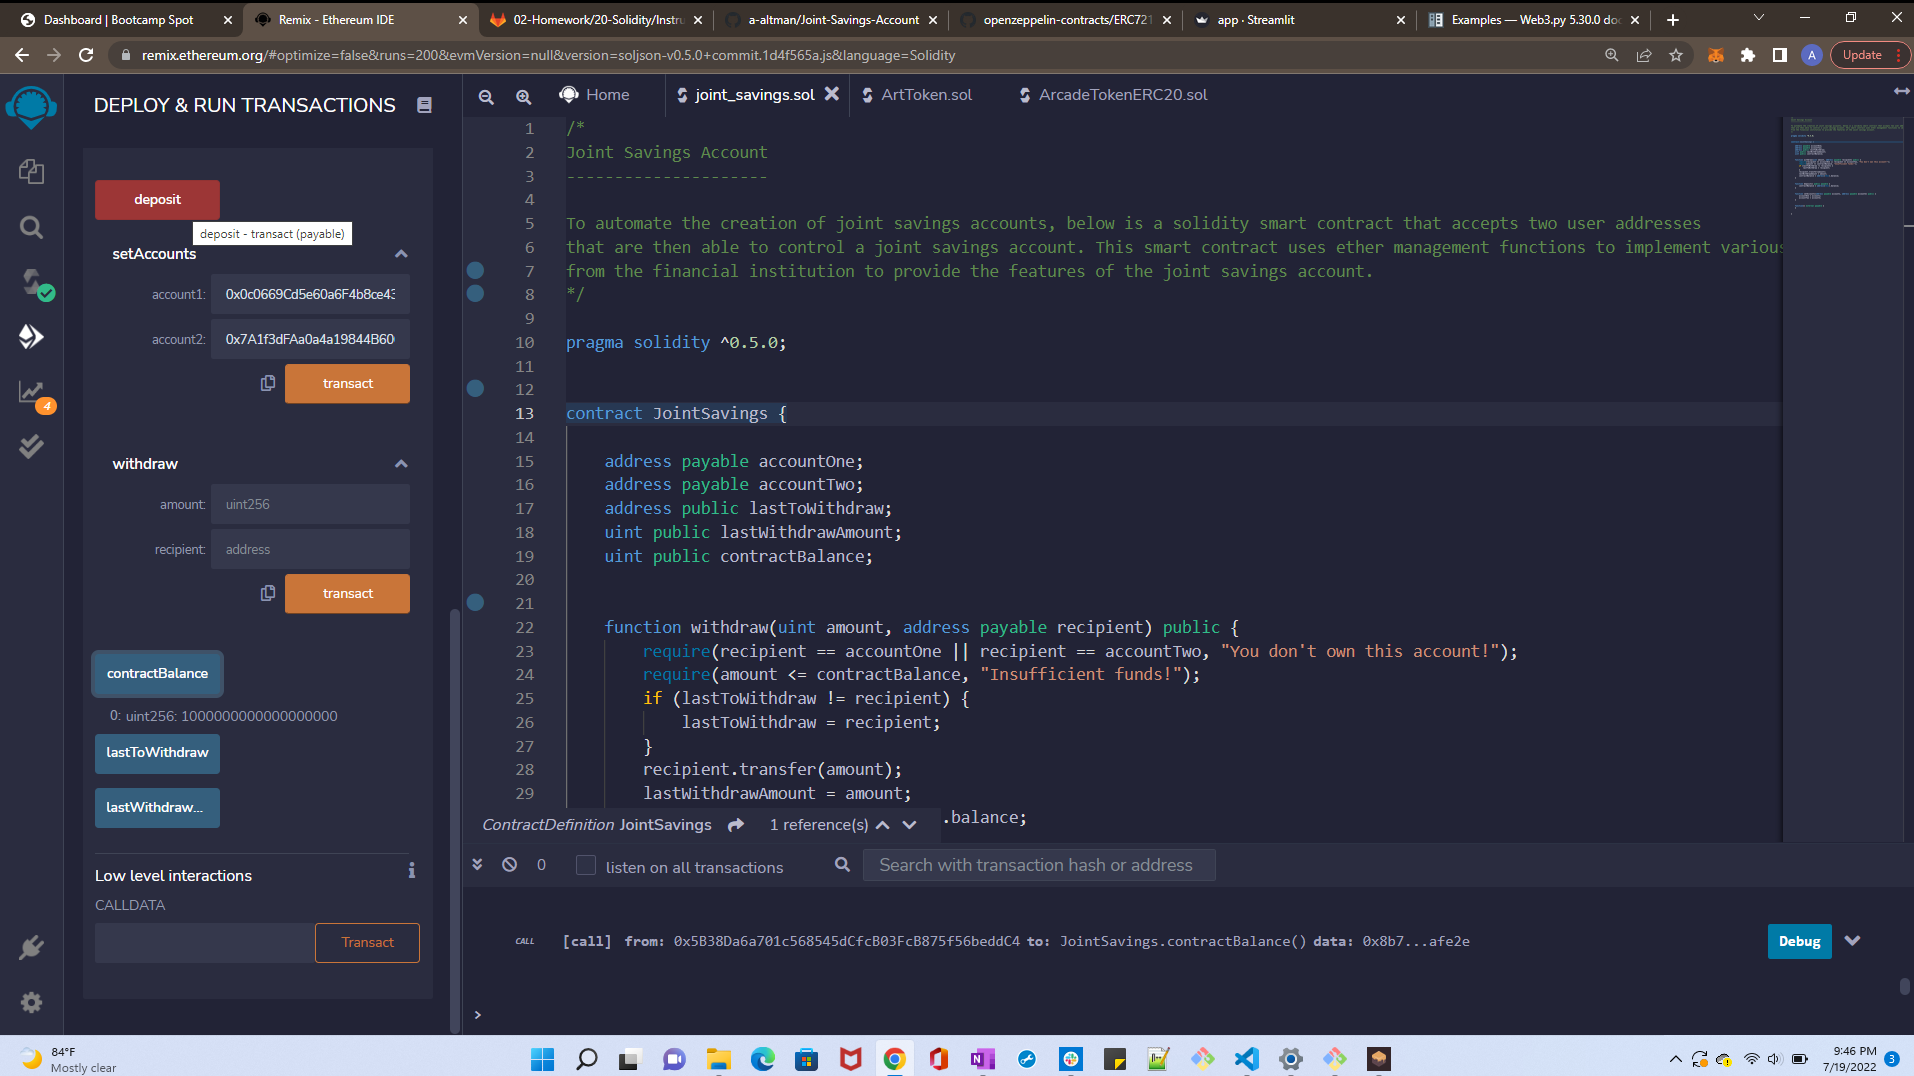 Dashboard | Bootcamp Spot
Remix - Ethereum IDE
02-Homework/20-Solidity/Instru
a-altman/Joint-Savings-Account
openzeppelin-contracts/ERC721
app · Streamlit
Examples — Web3.py 5.30.0 doc
remix.ethereum.org/#optimize=false&runs=200&evmVersion=null&version=soljson-v0.5.0+commit.1d4f565a.js&language=Solidity
A
Update
DEPLOY & RUN TRANSACTIONS
deposit
deposit - transact (payable)
setAccounts
account1:
0x0c0669Cd5e60a6F4b8ce43
account2:
0x7A1f3dFAa0a4a19844B60
transact
withdraw
amount:
uint256
recipient:
address
transact
contractBalance
0: uint256: 1000000000000000000
lastToWithdraw
lastWithdraw...
Low level interactions
i
CALLDATA
Transact
4
Home
joint_savings.sol
ArtToken.sol
ArcadeTokenERC20.sol
1 /*
2 Joint Savings Account
3 ---------------------
4
5 To automate the creation of joint savings accounts, below is a solidity smart contract that accepts two user addresses
6 that are then able to control a joint savings account. This smart contract uses ether management functions to implement various
7 from the financial institution to provide the features of the joint savings account.
8 */
9
10 pragma solidity ^0.5.0;
11
12
13 contract JointSavings {
14
15 address payable accountOne;
16 address payable accountTwo;
17 address public lastToWithdraw;
18 uint public lastWithdrawAmount;
19 uint public contractBalance;
20
21
22 function withdraw(uint amount, address payable recipient) public {
23 require(recipient == accountOne || recipient == accountTwo, "You don't own this account!");
24 require(amount <= contractBalance, "Insufficient funds!");
25 if (lastToWithdraw != recipient) {
26 lastToWithdraw = recipient;
27 }
28 recipient.transfer(amount);
29 lastWithdrawAmount = amount;
.balance;
ContractDefinition JointSavings
1 reference(s)
0
listen on all transactions
Search with transaction hash or address
CALL
[call] from: 0x5B38Da6a701c568545dCfcB03FcB875f56beddC4 to: JointSavings.contractBalance() data: 0x8b7...afe2e
Debug
>
84°F
Mostly clear
9:46 PM
7/19/2022
3